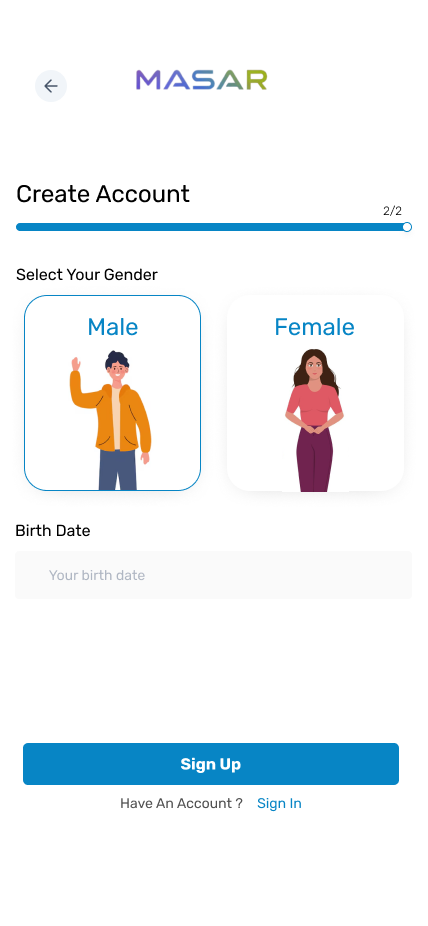 MASAR
Create Account
2/2
Select Your Gender
Male
Female
Birth Date
Your birth date
Sign Up
Have An Account ? Sign In